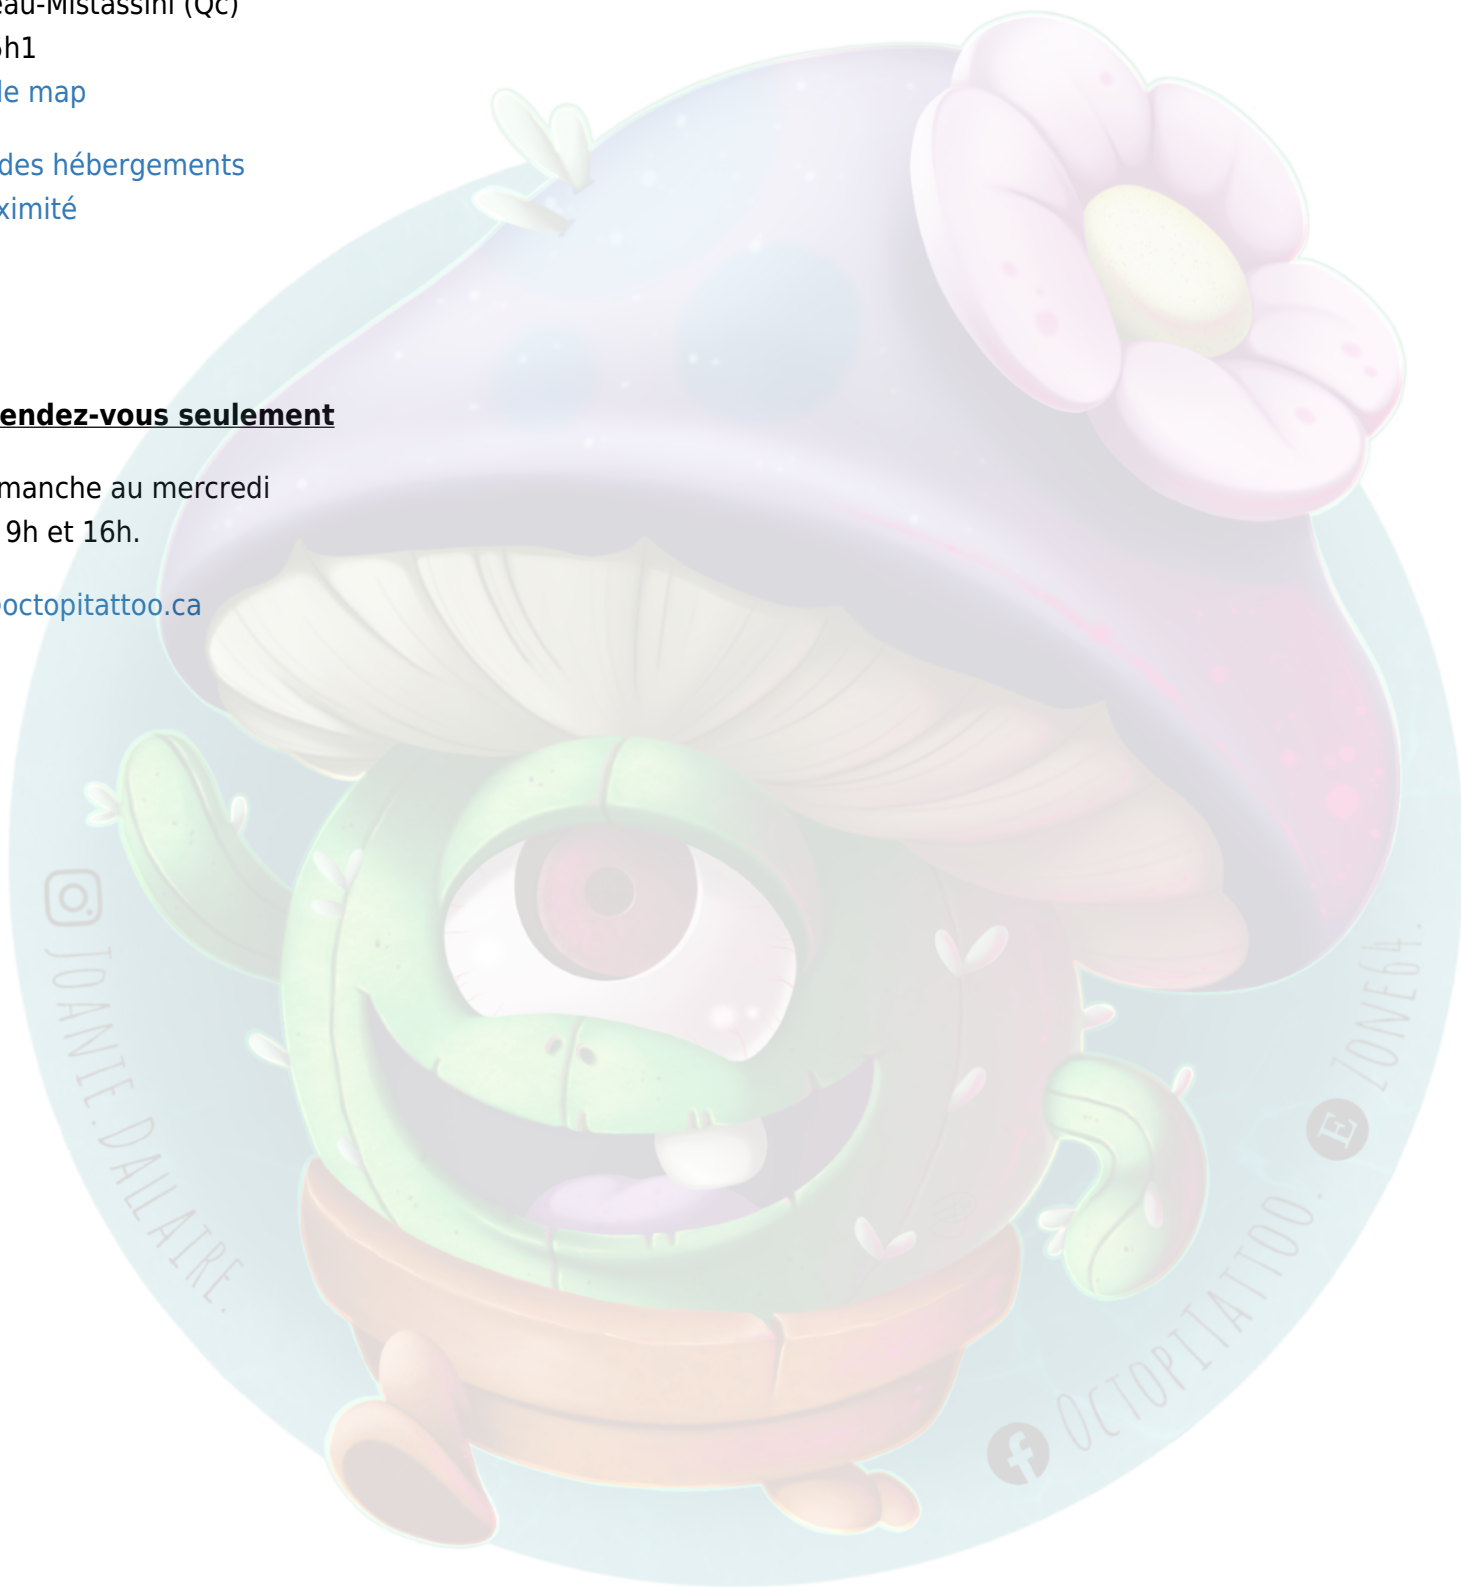 eau-Mistassini (Qc)
h1
le map
des hébergements
ximité
endez-vous seulement
manche au mercredi
9h et 16h.
octopitattoo.ca
JOANIE.DALLAIRE.
OCTOPITATTOO.
E ZONE64.